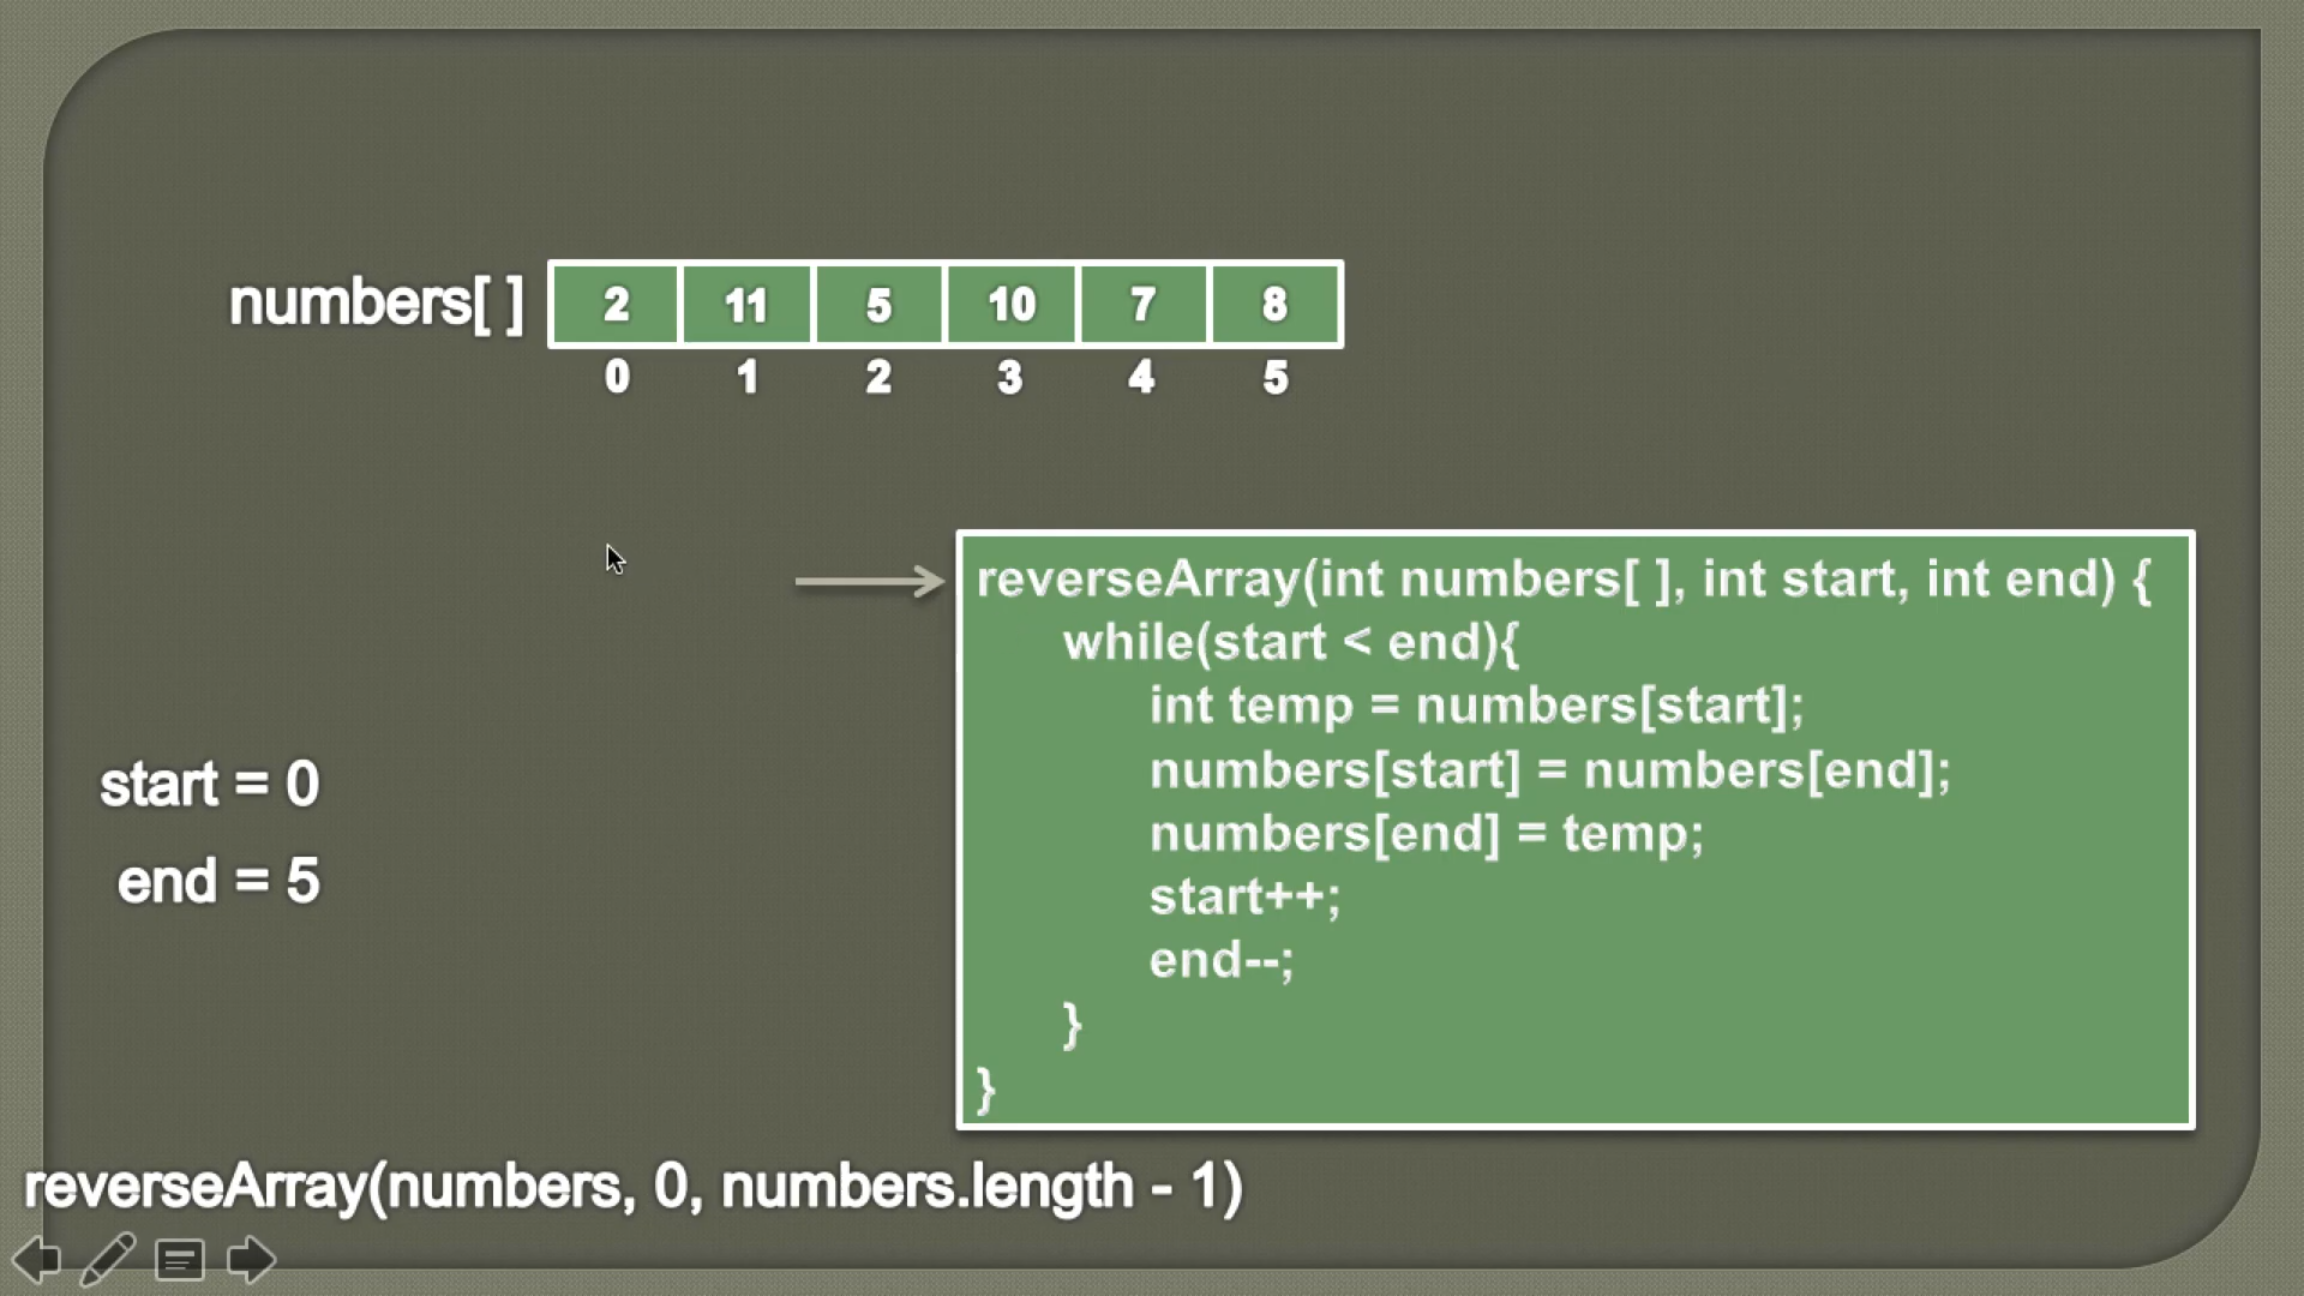 numbers[ ] 2 11 5 10 7 8
0 1 2 3 4 5
reverseArray(int numbers[ ], int start, int end) {
while(start < end){
int temp = numbers[start];
numbers[start] = numbers[end];
numbers[end] = temp;
start++;
end--;
}
}
start = 0
end = 5
reverseArray(numbers, 0, numbers.length - 1)